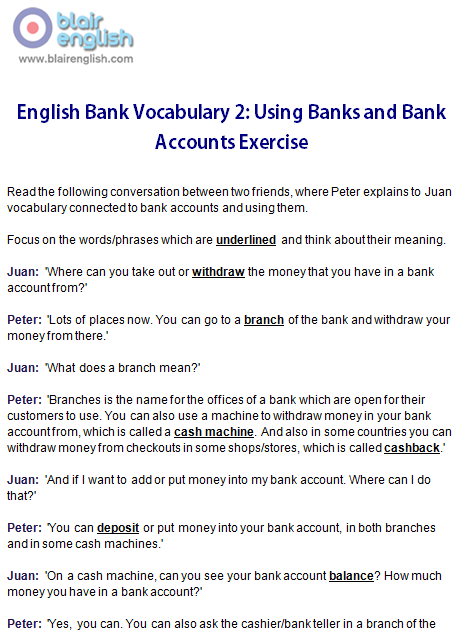 blair
english
www.blairenglish.com
English Bank Vocabulary 2: Using Banks and Bank
Accounts Exercise
Read the following conversation between two friends, where Peter explains to Juan
vocabulary connected to bank accounts and using them.
Focus on the words/phrases which are underlined and think about their meaning.
Juan: 'Where can you take out or withdraw the money that you have in a bank
account from?'
Peter: 'Lots of places now. You can go to a branch of the bank and withdraw your
money from there.'
Juan: 'What does a branch mean?'
Peter: 'Branches is the name for the offices of a bank which are open for their
customers to use. You can also use a machine to withdraw money in your bank
account from, which is called a cash machine. And also in some countries you can
withdraw money from checkouts in some shops/stores, which is called cashback.'
Juan: 'And if I want to add or put money into my bank account. Where can I do
that?'
Peter: 'You can deposit or put money into your bank account, in both branches
and in some cash machines.'
Juan: 'On a cash machine, can you see your bank account balance? How much
money you have in a bank account?'
Peter: 'Yes, you can. You can also ask the cashier/bank teller in a branch of the